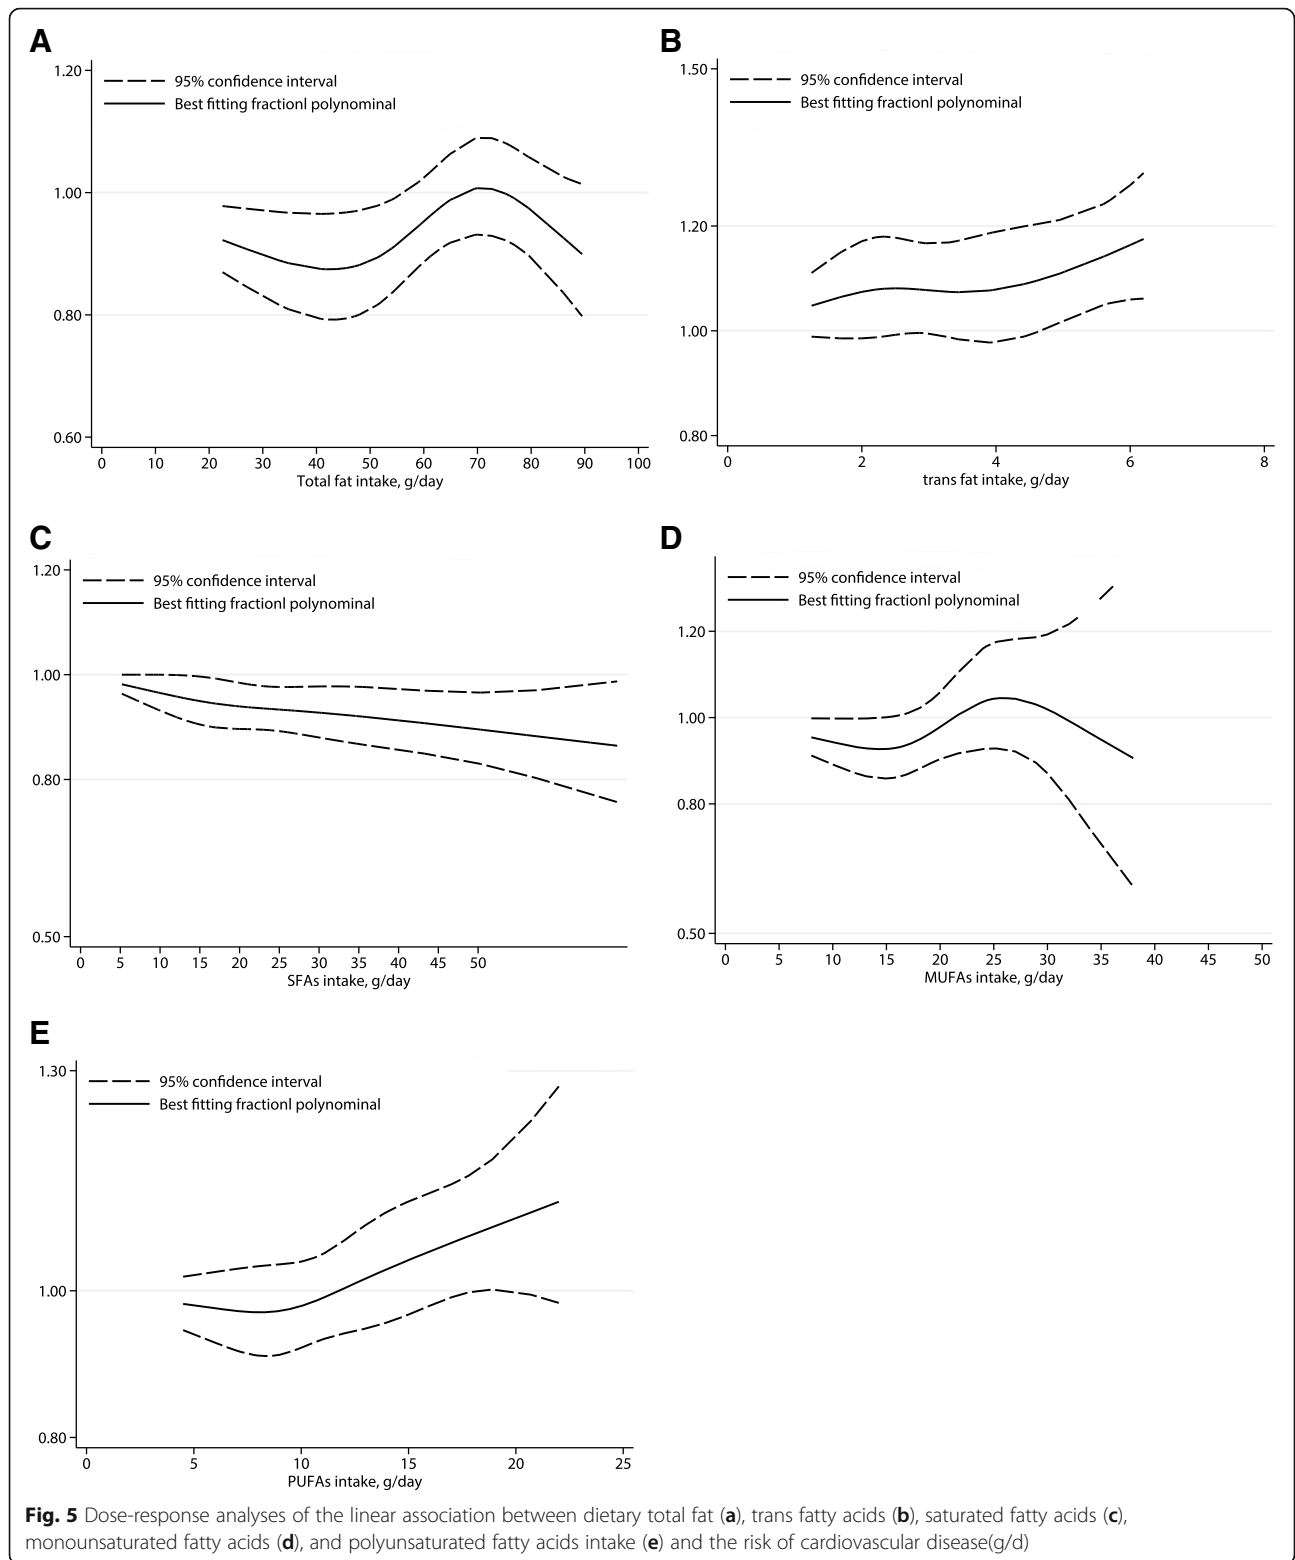 A
1.20
95% confidence interval
Best fitting fractionl polynominal
1.00
0.80
0.60
0 10 20 30 40 50 60 70 80 90 100
Total fat intake, g/day
B
1.50
95% confidence interval
Best fitting fractionl polynominal
1.20
1.00
0.80
0 2 4 6 8
trans fat intake, g/day
C
1.20
95% confidence interval
Best fitting fractionl polynominal
1.00
0.80
0.50
0 5 10 15 20 25 30 35 40 45 50
SFAs intake, g/day
D
95% confidence interval
Best fitting fractionl polynominal
1.20
1.00
0.80
0.50
0 5 10 15 20 25 30 35 40 45 50
MUFAs intake, g/day
E
1.30
95% confidence interval
Best fitting fractionl polynominal
1.00
0.80
0 5 10 15 20 25
PUFAs intake, g/day
Fig. 5 Dose-response analyses of the linear association between dietary total fat (a), trans fatty acids (b), saturated fatty acids (c),
monounsaturated fatty acids (d), and polyunsaturated fatty acids intake (e) and the risk of cardiovascular disease(g/d)